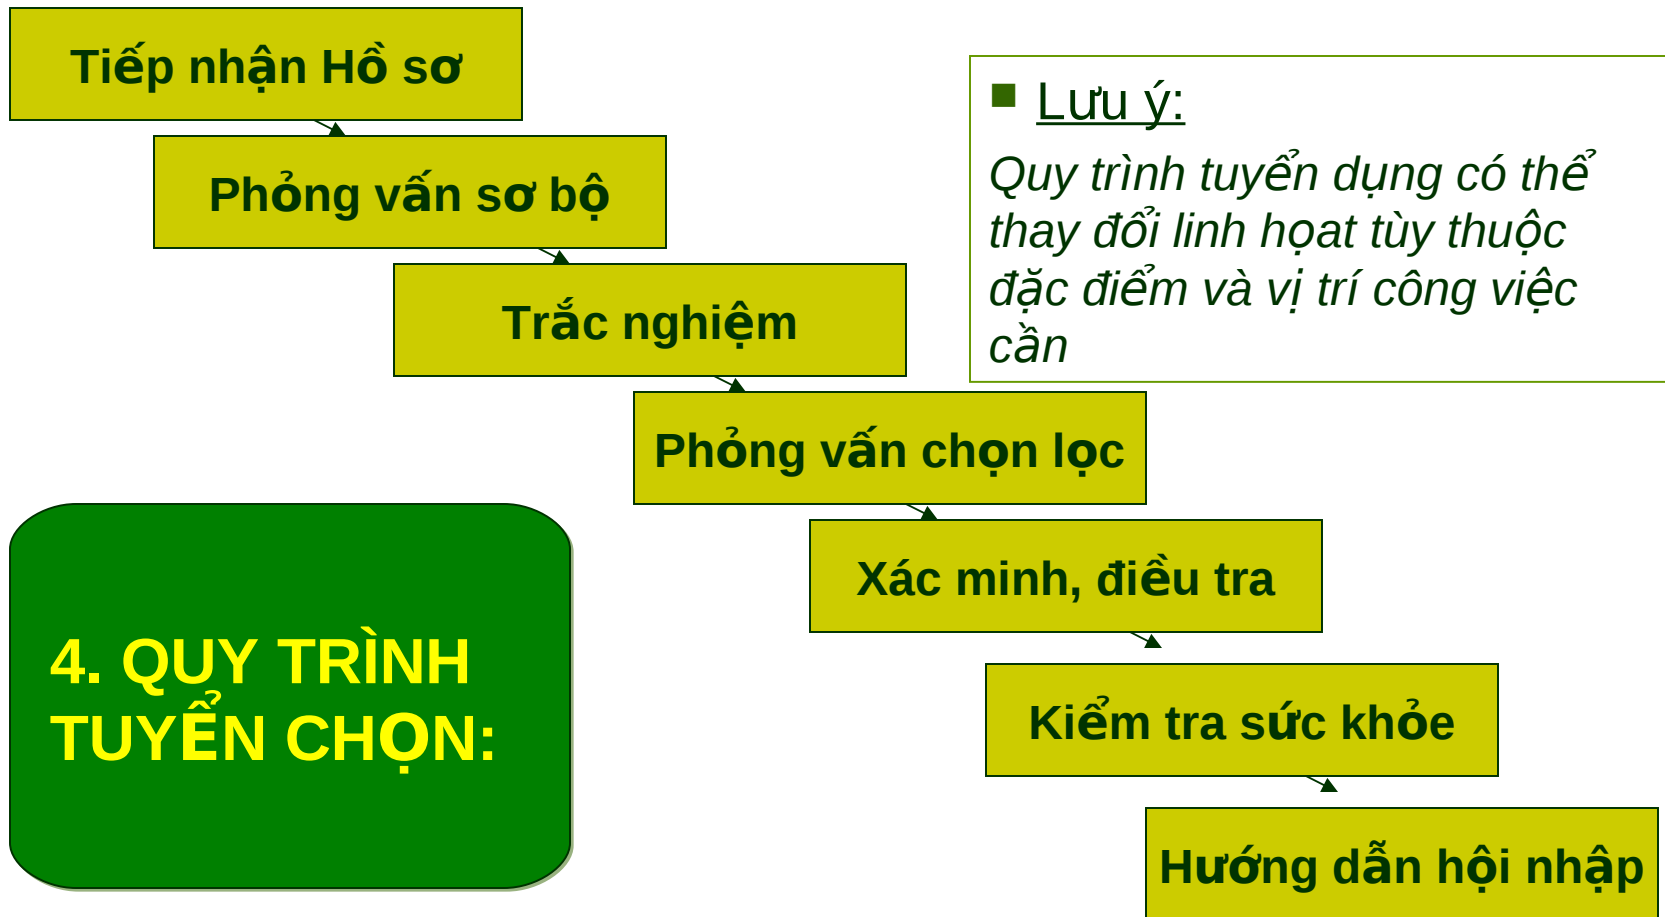 Tiếp nhận Hồ sơ
Phỏng vấn sơ bộ
Trắc nghiệm
Phỏng vấn chọn lọc
Xác minh, điều tra
Kiểm tra sức khỏe
Hướng dẫn hội nhập
Lưu ý:
Quy trình tuyển dụng có thể
thay đổi linh họat tùy thuộc
đặc điểm và vị trí công việc
cần
4. QUY TRÌNH
TUYỂN CHỌN: